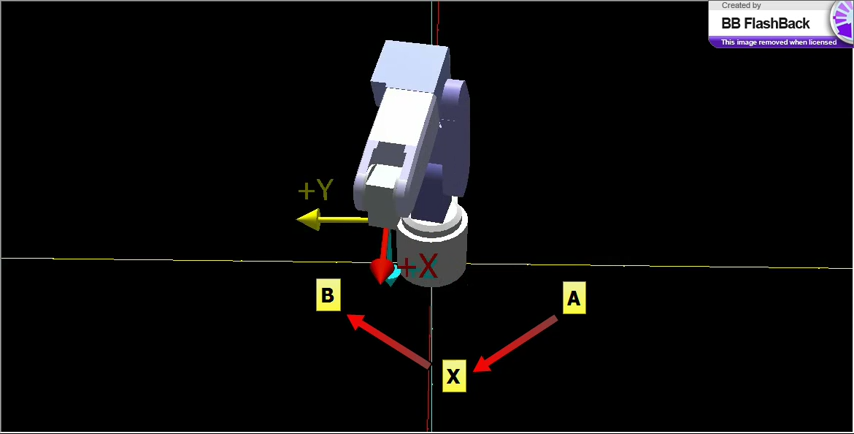 Created by
BB FlashBack
This image removed when licensed
+Y
+X
B
A
X